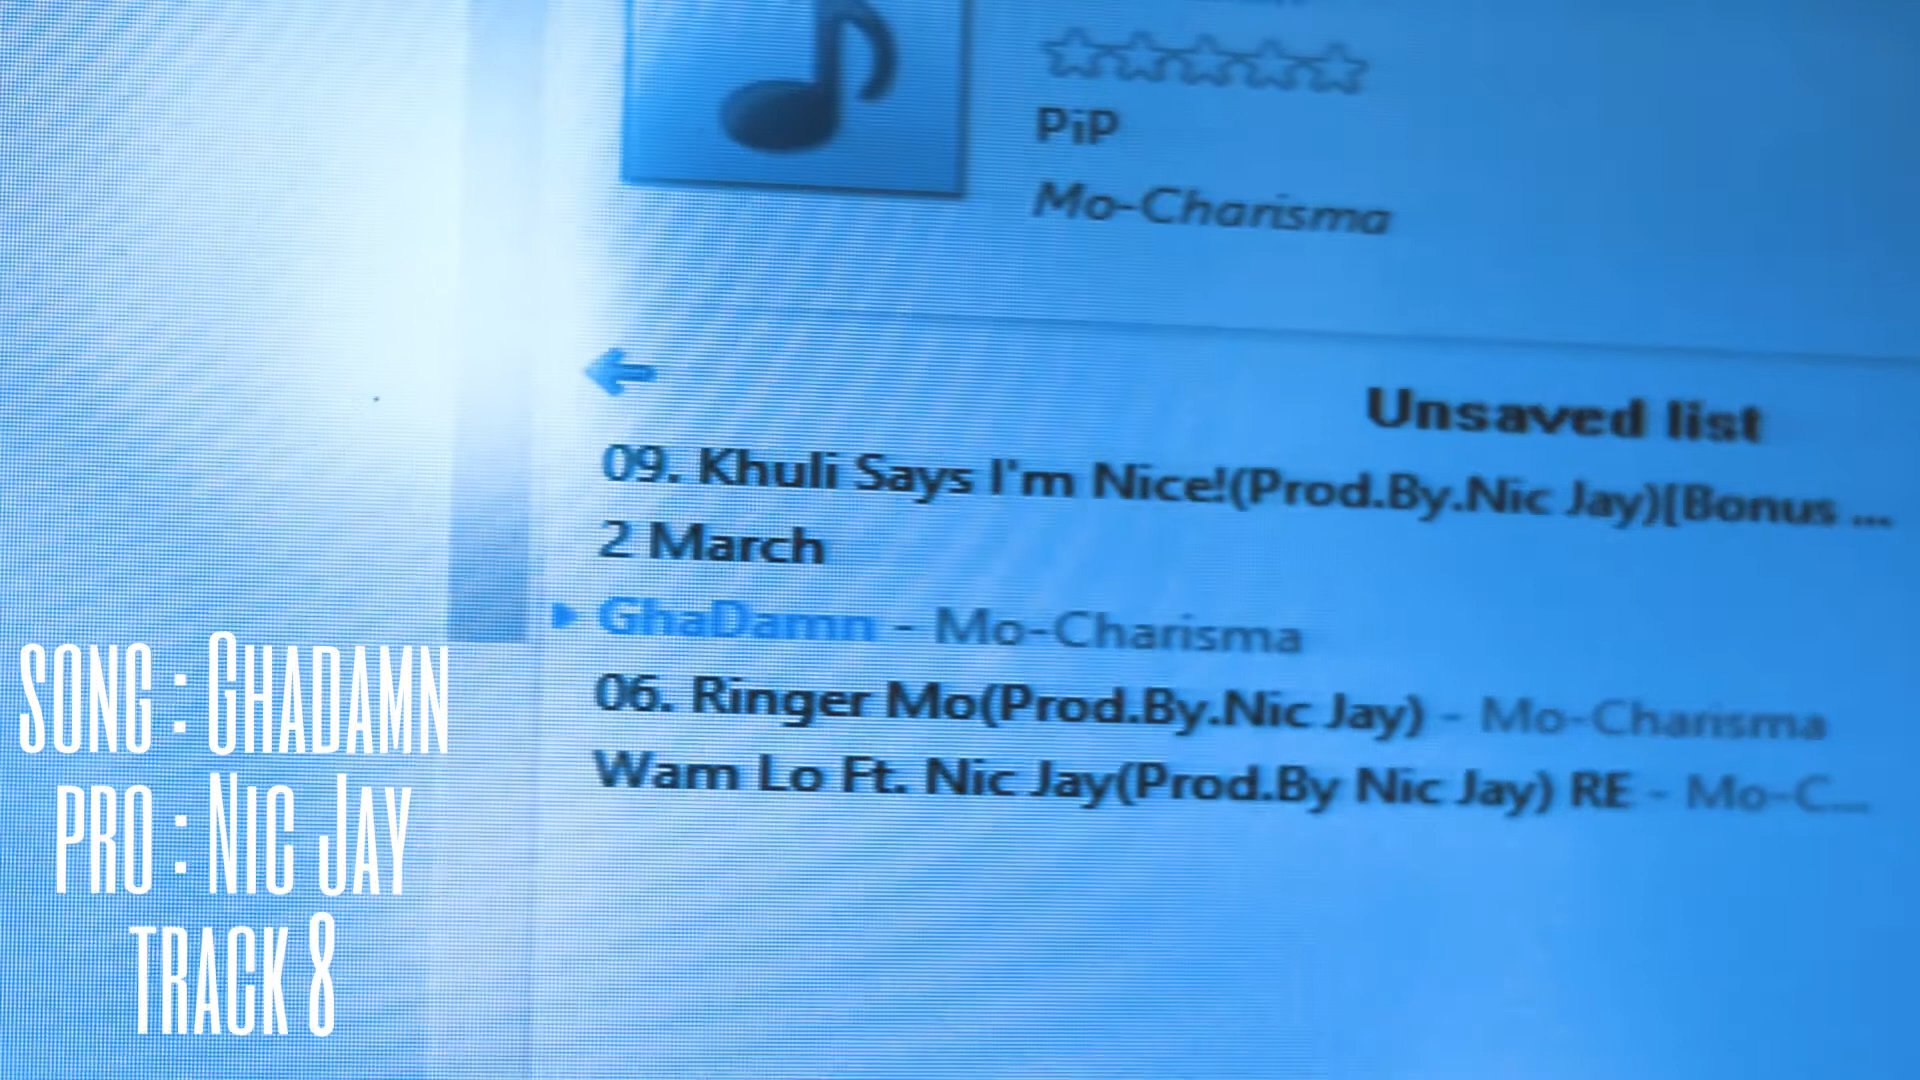 PiP
Mo-Charisma
Unsaved list
09. Khuli Says I'm Nice!(Prod.By.Nic Jay)[Bonus ...
2 March
GhaDamn - Mo-Charisma
06. Ringer Mo(Prod.By.Nic Jay) - Mo-Charisma
Wam Lo Ft. Nic Jay(Prod.By Nic Jay) RE - Mo-C...
SONG : GHADAMN
PRO : NIC JAY
TRACK 8